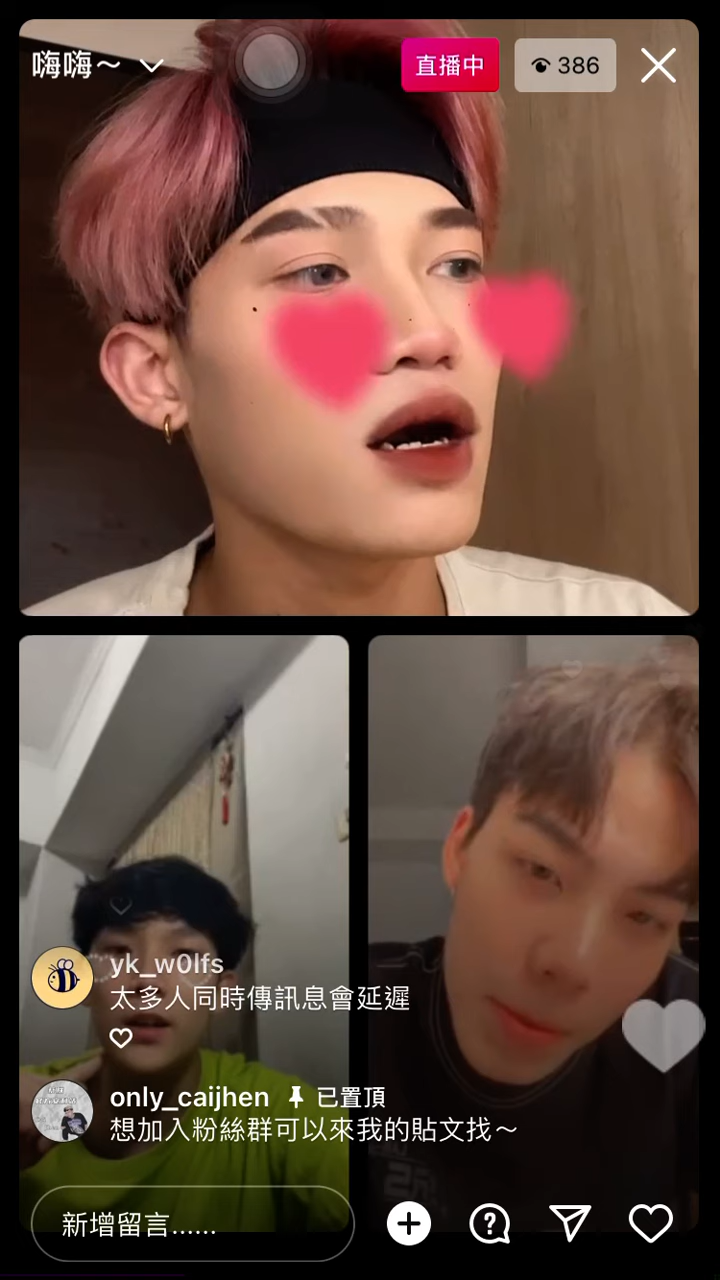 嗨嗨～
直播中
386
yk_w0lfs
太多人同時傳訊息會延遲
only_caijhen 已置頂
想加入粉絲群可以來我的貼文找～
新增留言......